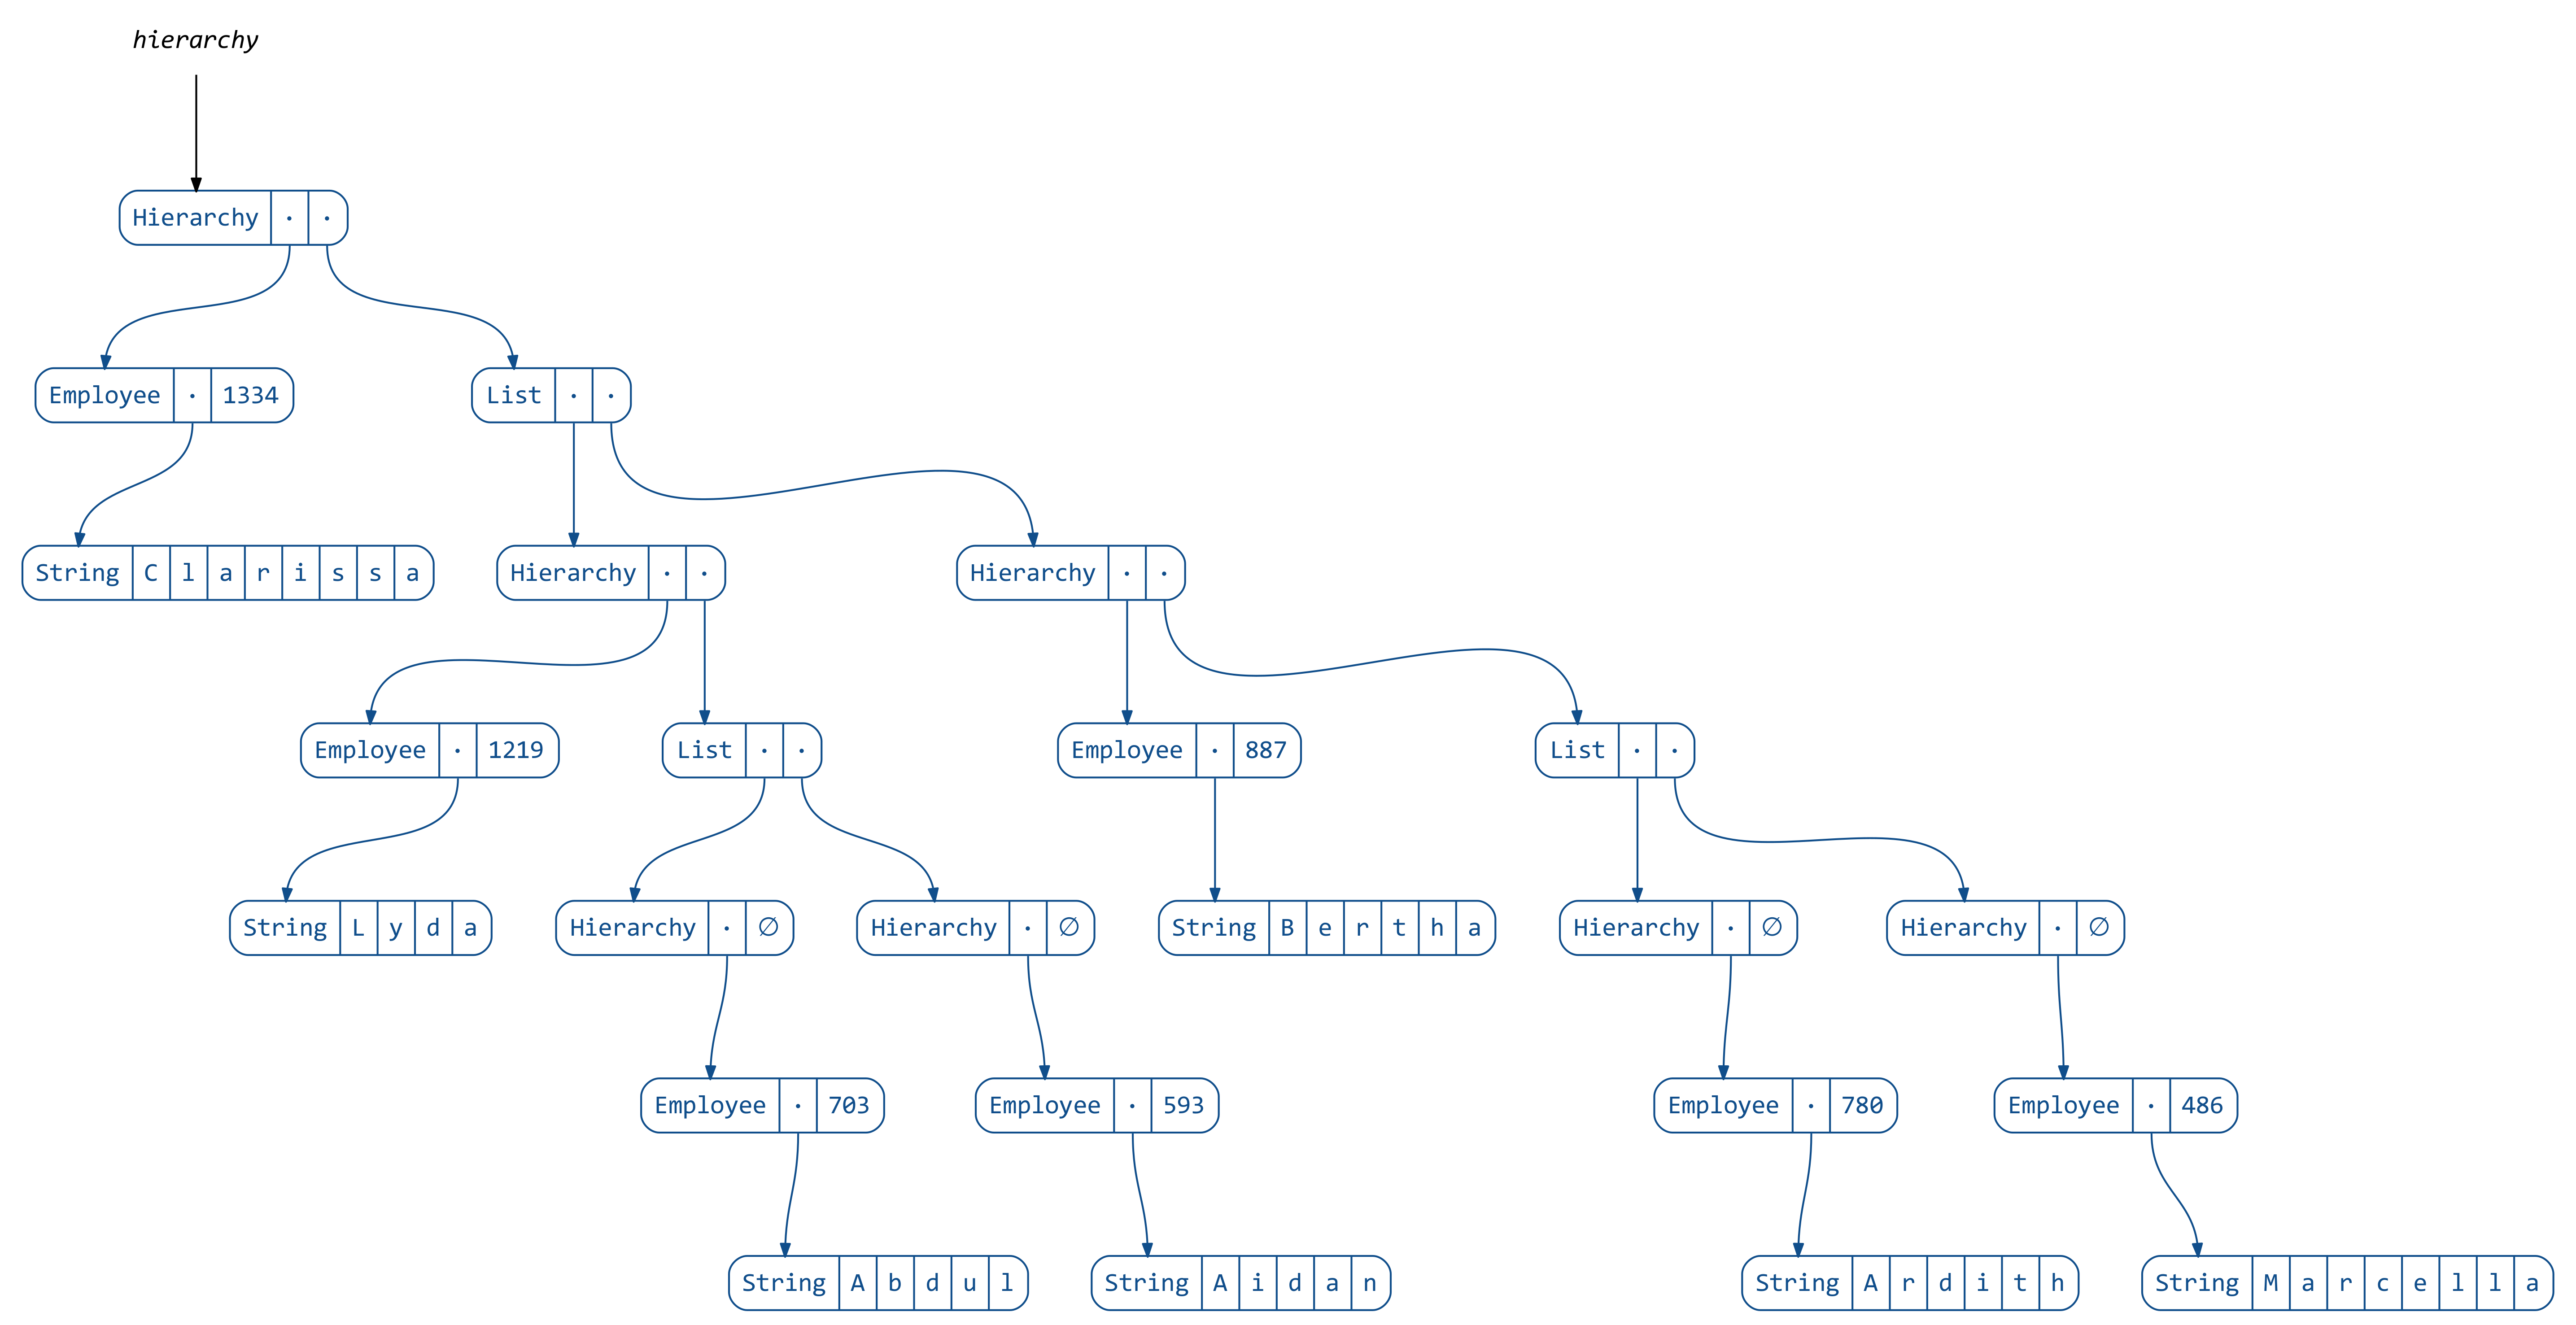 hierarchy
Hierarchy · ·
Employee · 1334
List · ·
String C l a r i s s a
Hierarchy · ·
Hierarchy · ·
Employee · 1219
List · ·
Employee · 887
List · ·
String L y d a
Hierarchy · ∅
Hierarchy · ∅
String B e r t h a
Hierarchy · ∅
Hierarchy · ∅
Employee · 703
Employee · 593
Employee · 780
Employee · 486
String A b d u l
String A i d a n
String A r d i t h
String M a r c e l l a